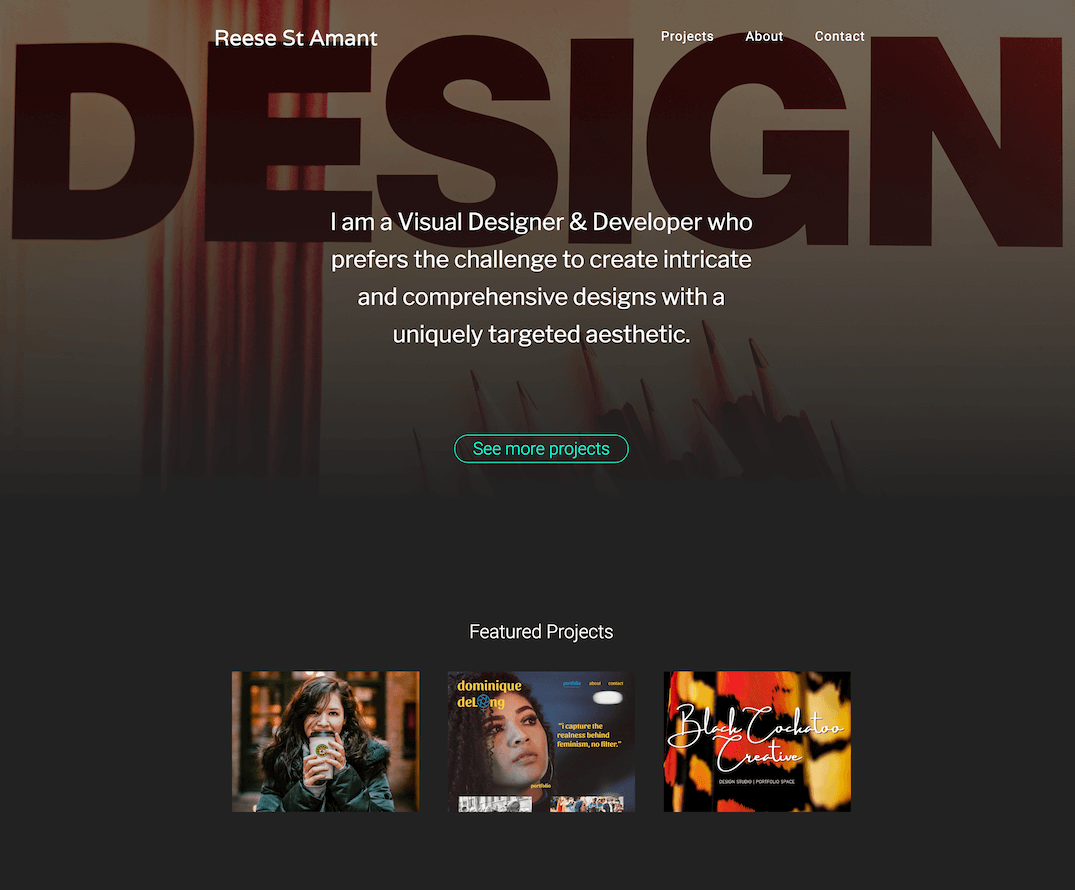 Reese St Amant
Projects About Contact
DESIGN
I am a Visual Designer & Developer who
prefers the challenge to create intricate
and comprehensive designs with a
uniquely targeted aesthetic.
See more projects
Featured Projects
dominique
deLong
portfolio about contact
"i capture the
realness behind
feminism, no filter."
portfolio
Black Cockatoo
Creative
DESIGN STUDIO | PORTFOLIO SPACE